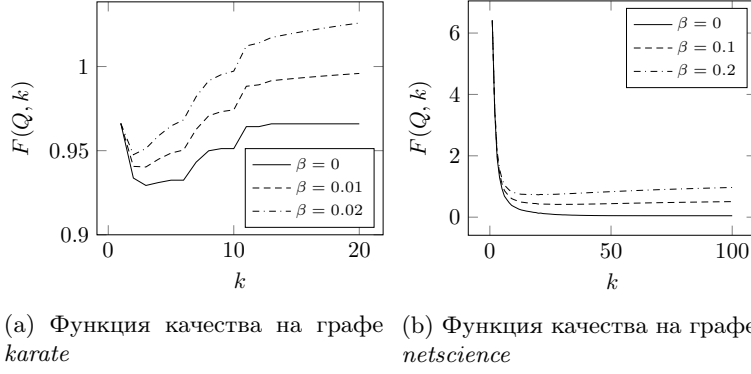 F(Q, k)
1
0.95
0.9
0
10
20
k
β = 0
β = 0.01
β = 0.02
(a) Функция качества на графе
karate
F(Q, k)
6
4
2
0
0
50
100
k
β = 0
β = 0.1
β = 0.2
(b) Функция качества на графе
netscience